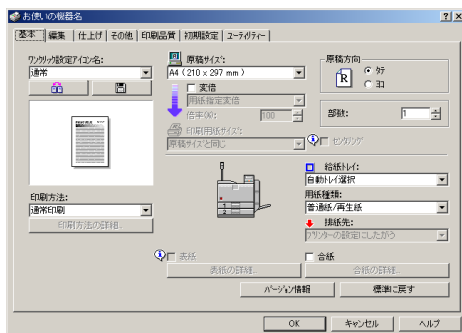 お使いの機器名
基本 編集 仕上げ その他 印刷品質 初期設定 ユーティリティー
ワンクリック設定アイコン名:
通常
印刷方法:
通常印刷
印刷方法の詳細...
原稿サイズ:
A4 (210 x 297 mm)
変倍
用紙指定変倍
倍率(%): 100
印刷用紙サイズ:
原稿サイズと同じ
原稿方向
タテ
ヨコ
部数: 1
センタリング
給紙トレイ:
自動トレイ選択
用紙種類:
普通紙/再生紙
排紙先:
プリンターの設定にしたがう
表紙
表紙の詳細...
合紙
合紙の詳細...
バージョン情報
標準に戻す
OK キャンセル ヘルプ